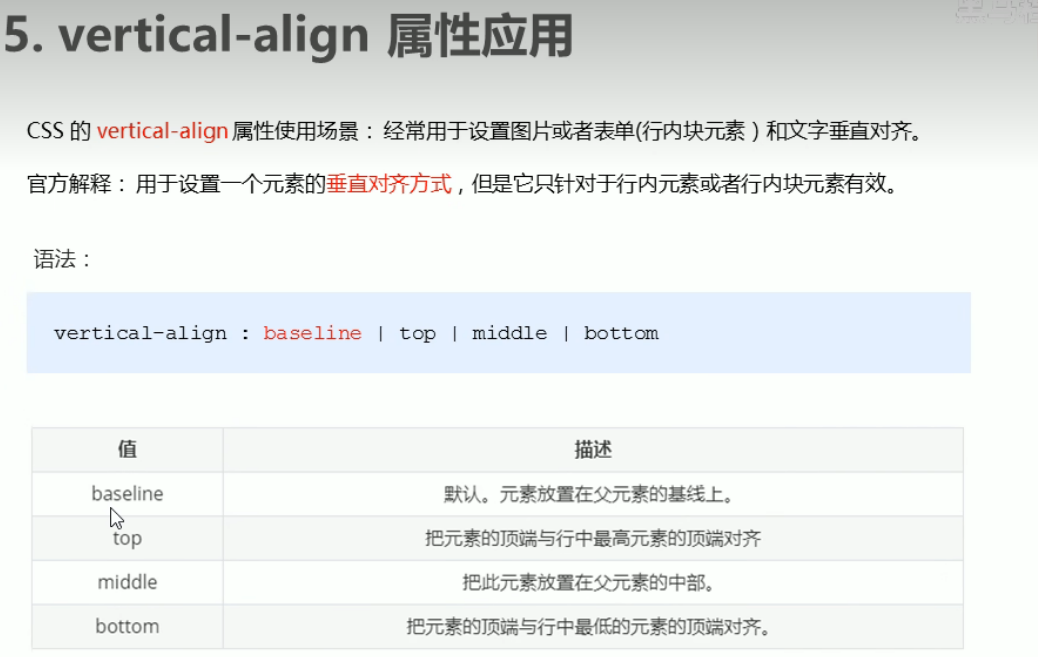 5. vertical-align 属性应用
CSS 的 vertical-align 属性使用场景： 经常用于设置图片或者表单(行内块元素 ) 和文字垂直对齐。
官方解释： 用于设置一个元素的垂直对齐方式，但是它只针对于行内元素或者行内块元素有效。
语法：
vertical-align : baseline | top | middle | bottom
值 描述
baseline 默认。元素放置在父元素的基线上。
top 把元素的顶端与行中最高元素的顶端对齐
middle 把此元素放置在父元素的中部。
bottom 把元素的顶端与行中最低的元素的顶端对齐。